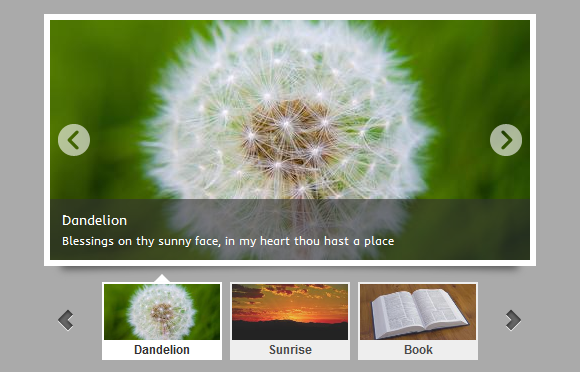 Dandelion
Blessings on thy sunny face, in my heart thou hast a place
Dandelion
Sunrise
Book